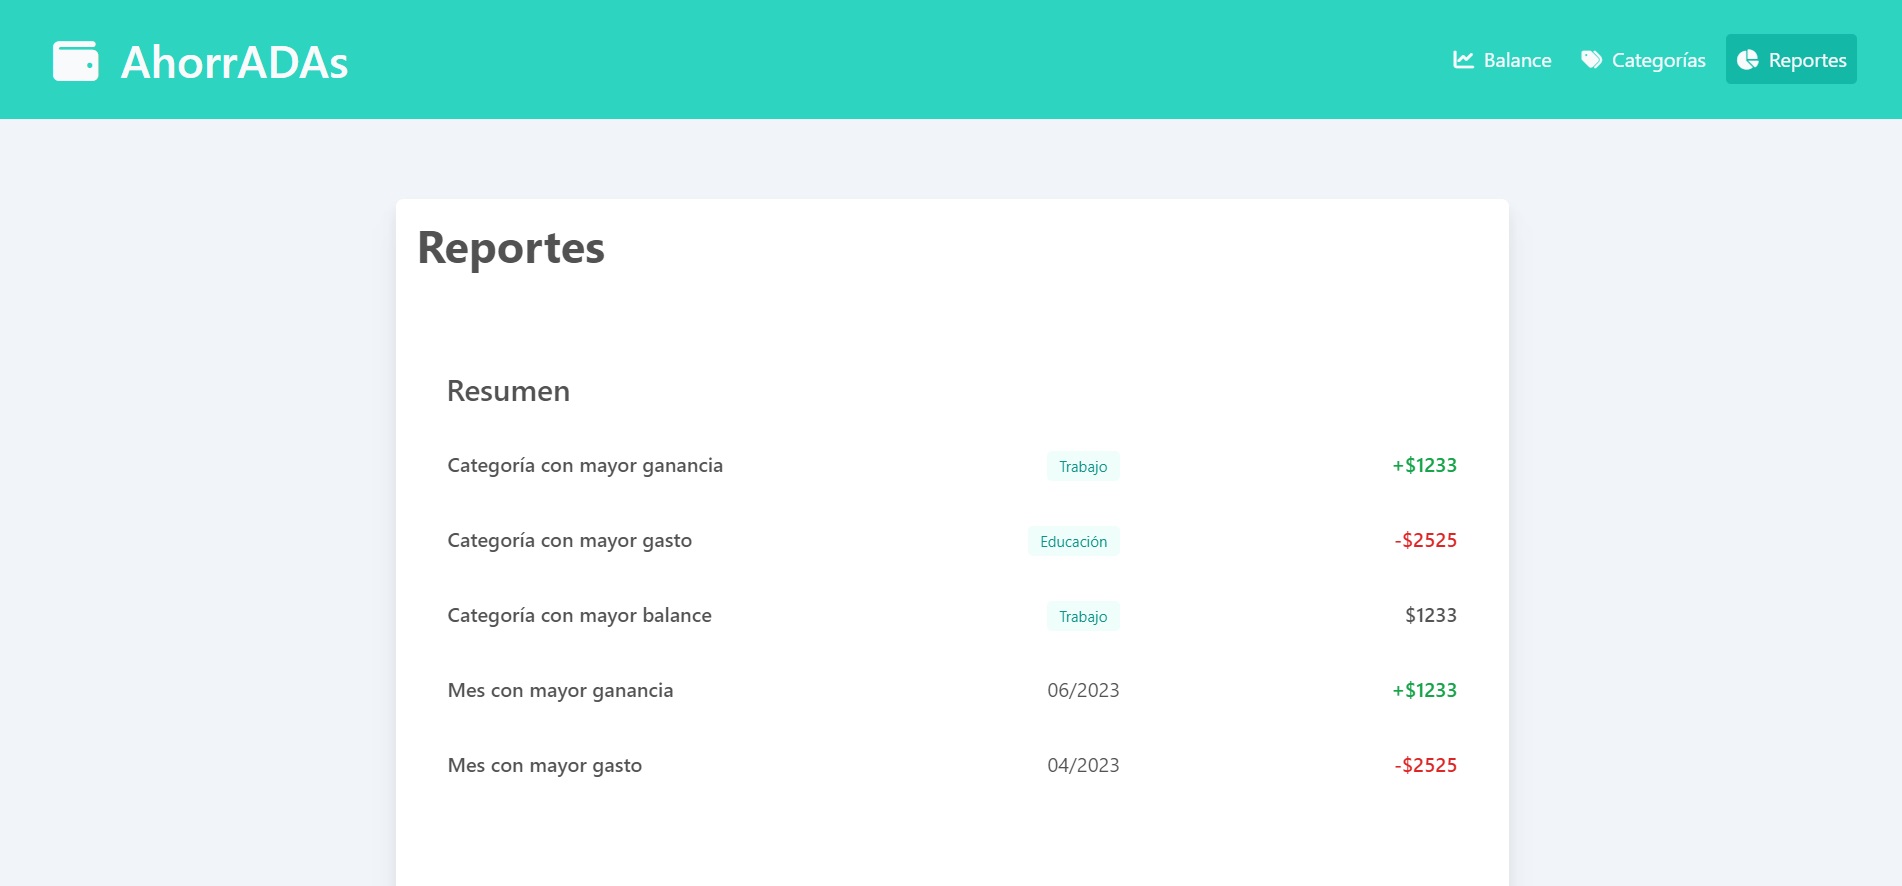 AhorrADAs
Balance Categorías Reportes
Reportes
Resumen
Categoría con mayor ganancia Trabajo +$1233
Categoría con mayor gasto Educación -$2525
Categoría con mayor balance Trabajo $1233
Mes con mayor ganancia 06/2023 +$1233
Mes con mayor gasto 04/2023 -$2525